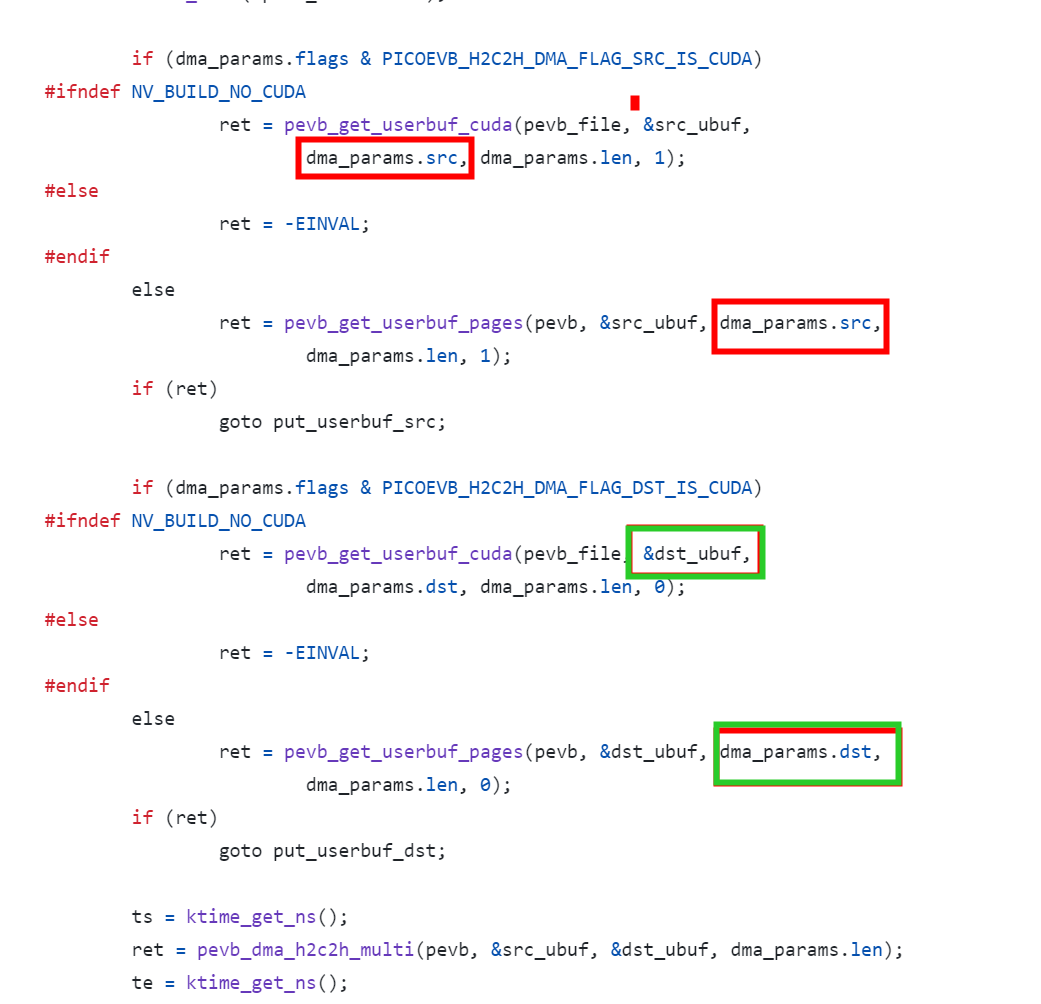 if (dma_params.flags & PICOEVB_H2C2H_DMA_FLAG_SRC_IS_CUDA)
#ifndef NV_BUILD_NO_CUDA
ret = pevb_get_userbuf_cuda(pevb_file, &src_ubuf,
dma_params.src, dma_params.len, 1);
#else
ret = -EINVAL;
#endif
else
ret = pevb_get_userbuf_pages(pevb, &src_ubuf, dma_params.src,
dma_params.len, 1);
if (ret)
goto put_userbuf_src;
if (dma_params.flags & PICOEVB_H2C2H_DMA_FLAG_DST_IS_CUDA)
#ifndef NV_BUILD_NO_CUDA
ret = pevb_get_userbuf_cuda(pevb_file, &dst_ubuf,
dma_params.dst, dma_params.len, 0);
#else
ret = -EINVAL;
#endif
else
ret = pevb_get_userbuf_pages(pevb, &dst_ubuf, dma_params.dst,
dma_params.len, 0);
if (ret)
goto put_userbuf_dst;
ts = ktime_get_ns();
ret = pevb_dma_h2c2h_multi(pevb, &src_ubuf, &dst_ubuf, dma_params.len);
te = ktime_get_ns();